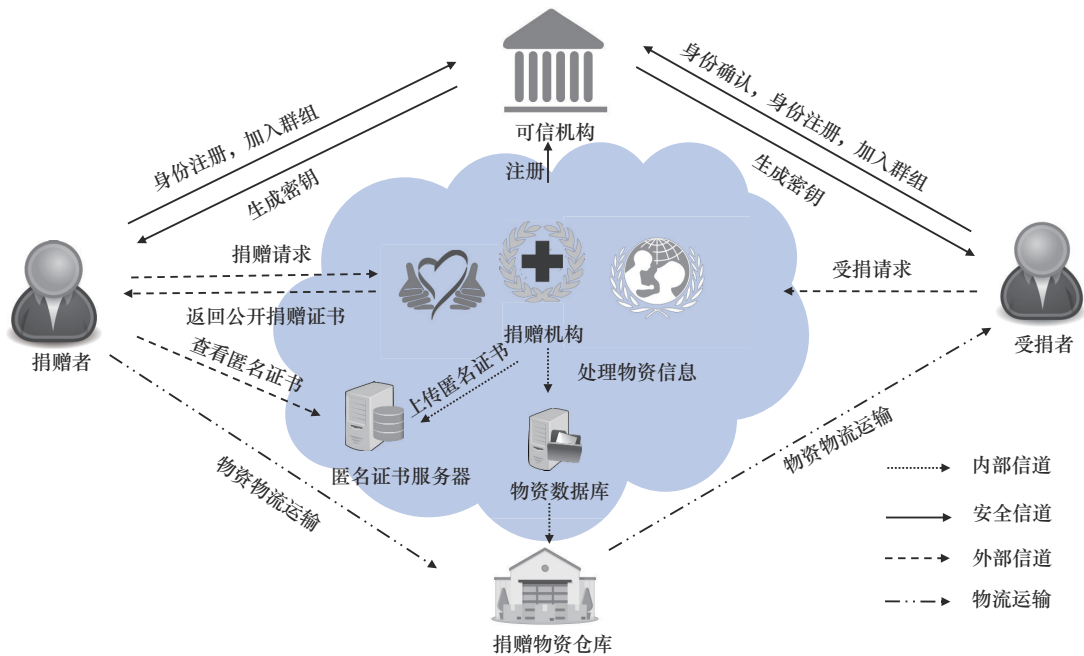 可信机构
身份注册，加入群组
生成密钥
身份确认，身份注册，加入群组
生成密钥
注册
捐赠请求
返回公开捐赠证书
查看匿名证书
捐赠者
捐赠机构
受捐请求
受捐者
上传匿名证书
处理物资信息
匿名证书服务器
物资数据库
物资物流运输
物资物流运输
捐赠物资仓库
内部信道
安全信道
外部信道
物流运输